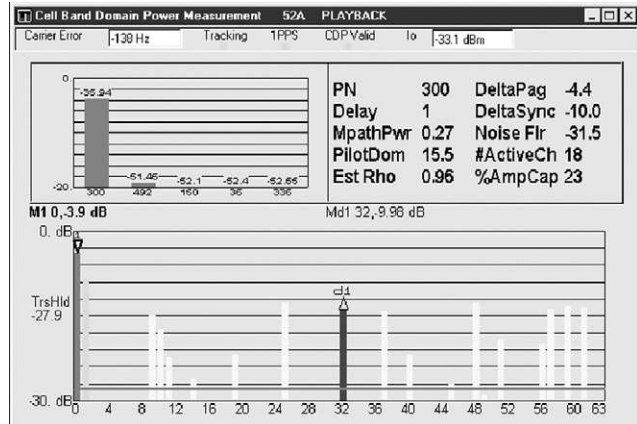 Cell Band Domain Power Measurement 52A PLAYBACK
Carrier Error -138 Hz Tracking 1PPS CDP Valid Io -33.1 dBm
0.
-35.94
-51.46 -52.1 -52.4 -52.65
-20.
300 492 160 36 336
PN 300 DeltaPag -4.4
Delay 1 DeltaSync -10.0
MpathPwr 0.27 Noise Flr -31.5
PilotDom 15.5 #ActiveCh 18
Est Rho 0.96 %AmpCap 23
M1 0,-3.9 dB Md1 32,-9.98 dB
0. dB
1
d1
TrsHld
-27.9
-30. dB
0 4 8 12 16 20 24 28 32 36 40 44 48 52 56 60 63